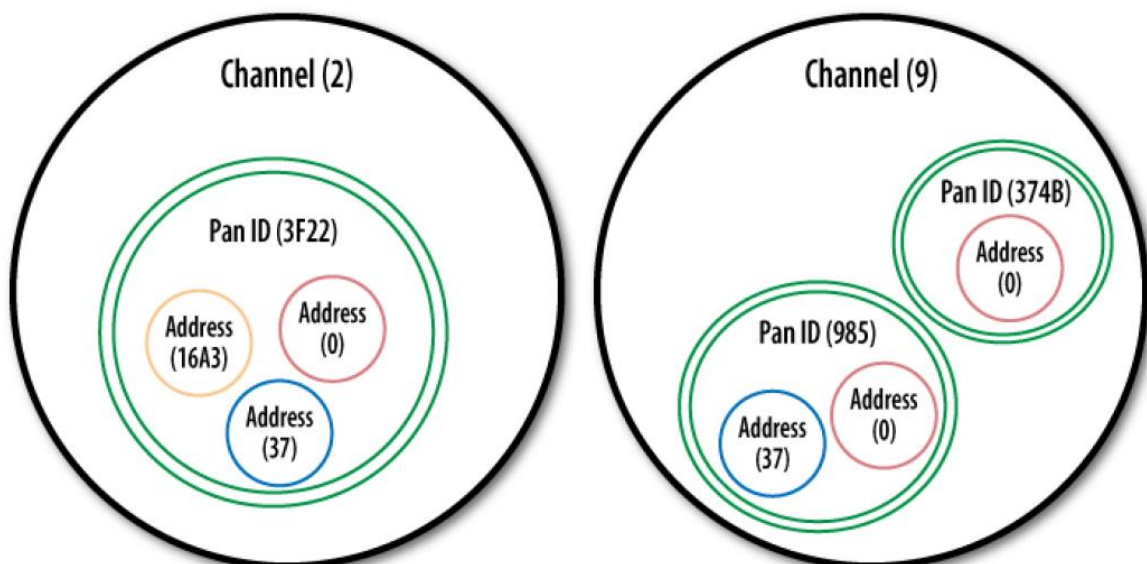 Channel (2)
Pan ID (3F22)
Address
(16A3)
Address
(0)
Address
(37)
Channel (9)
Pan ID (374B)
Address
(0)
Pan ID (985)
Address
(37)
Address
(0)